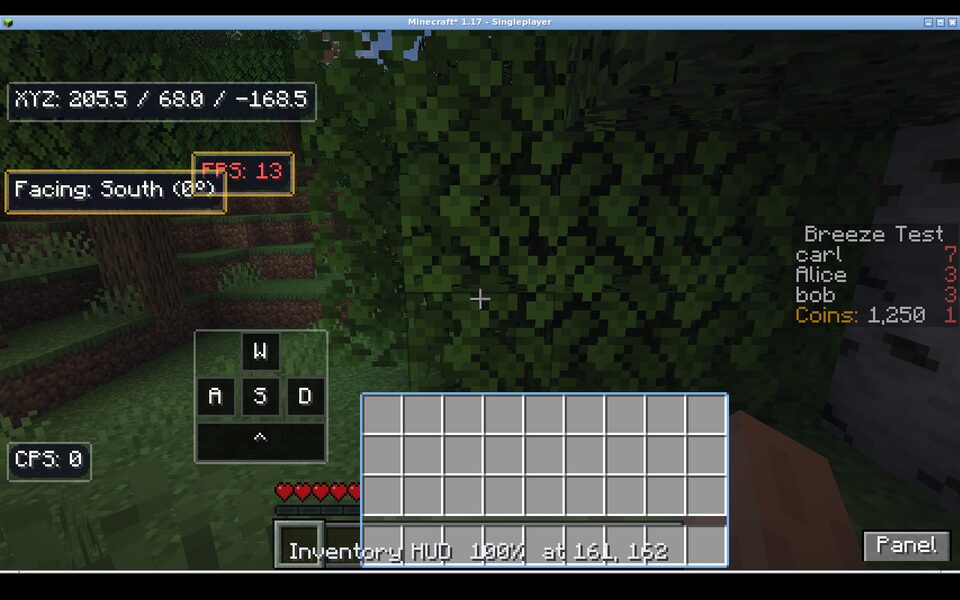 Minecraft* 1.17 - Singleplayer
XYZ: 205.5 / 68.0 / -168.5
FPS: 13
Facing: South (0º)
Breeze Test
carl 7
Alice 3
bob 3
Coins: 1,250 1
W
A S D
^
CPS: 0
Inventory HUD 100% at 161, 162
Panel